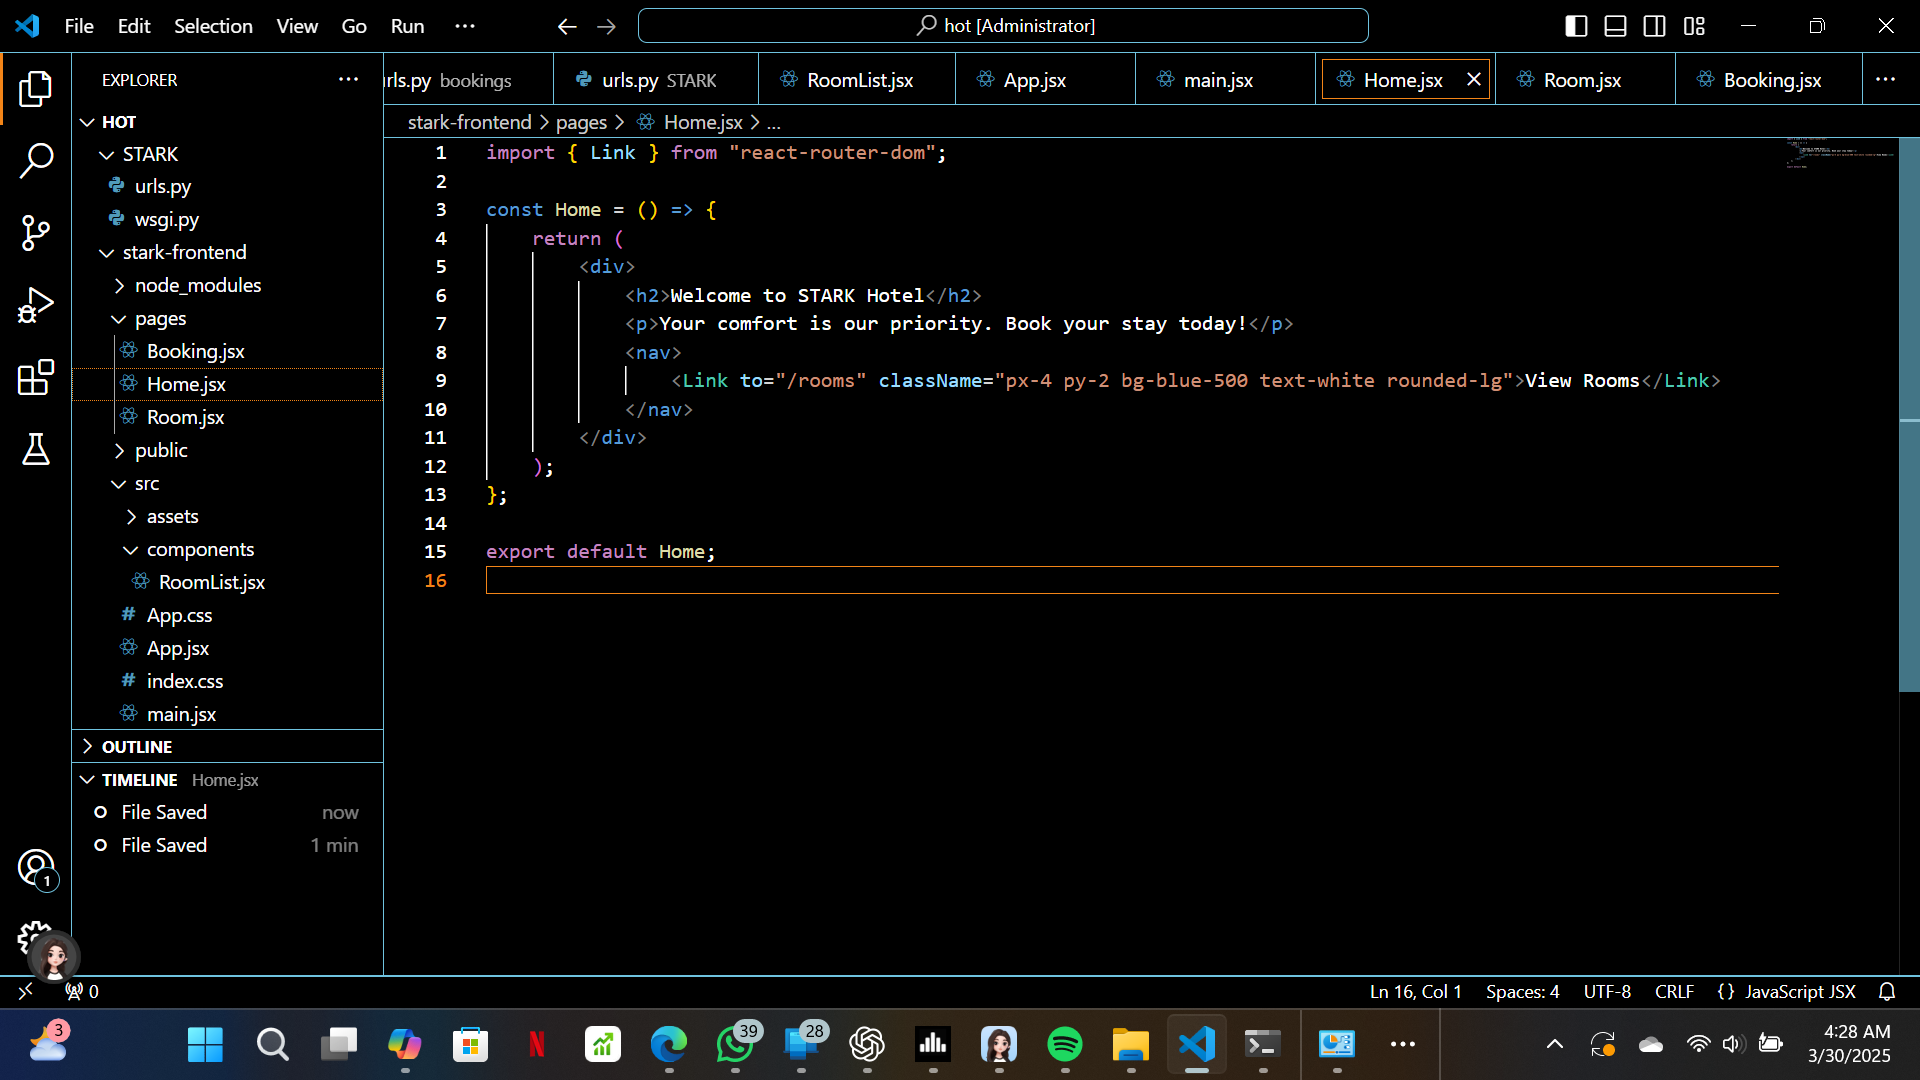 File Edit Selection View Go Run ···
hot [Administrator]
EXPLORER
HOT
STARK
urls.py
wsgi.py
stark-frontend
node_modules
pages
Booking.jsx
Home.jsx
Room.jsx
public
src
assets
components
RoomList.jsx
# App.css
App.jsx
# index.css
main.jsx
OUTLINE
TIMELINE Home.jsx
File Saved now
File Saved 1 min
1
rls.py bookings
urls.py STARK
RoomList.jsx
App.jsx
main.jsx
Home.jsx
Room.jsx
Booking.jsx
stark-frontend > pages > Home.jsx > ...
1 import { Link } from "react-router-dom";
2
3 const Home = () => {
4 return (
5 <div>
6 <h2>Welcome to STARK Hotel</h2>
7 <p>Your comfort is our priority. Book your stay today!</p>
8 <nav>
9 <Link to="/rooms" className="px-4 py-2 bg-blue-500 text-white rounded-lg">View Rooms</Link>
10 </nav>
11 </div>
12 );
13 };
14
15 export default Home;
16
0
Ln 16, Col 1 Spaces: 4 UTF-8 CRLF {} JavaScript JSX
3
N
39
28
4:28 AM
3/30/2025